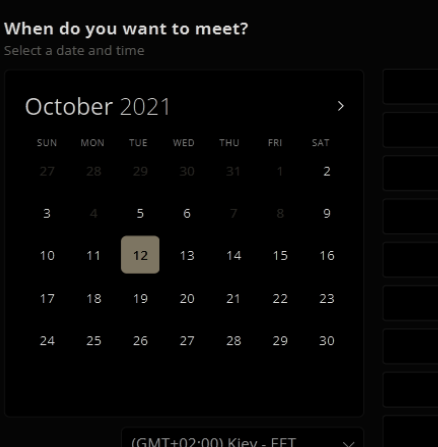 When do you want to meet?
Select a date and time
October 2021
SUN MON TUE WED THU FRI SAT
27 28 29 30 31 1 2
3 4 5 6 7 8 9
10 11 12 13 14 15 16
17 18 19 20 21 22 23
24 25 26 27 28 29 30
(GMT+02:00) Kiev - EET